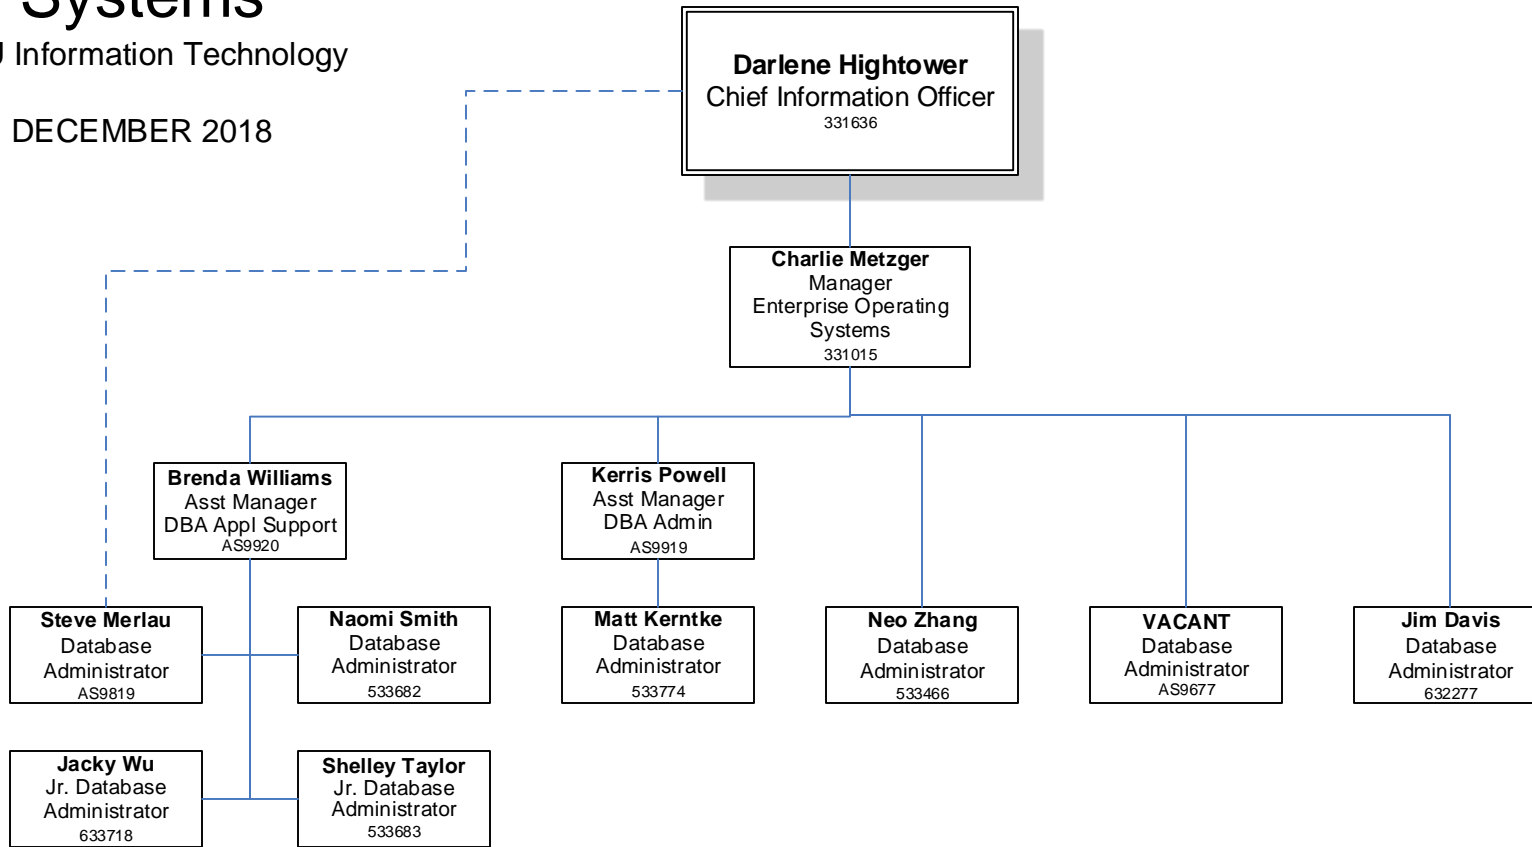 Systems
Information Technology
DECEMBER 2018
Darlene Hightower
Chief Information Officer
331636
Charlie Metzger
Manager
Enterprise Operating
Systems
331015
Brenda Williams
Asst Manager
DBA Appl Support
AS9920
Kerris Powell
Asst Manager
DBA Admin
AS9919
Steve Merlau
Database
Administrator
AS9819
Naomi Smith
Database
Administrator
533682
Matt Kerntke
Database
Administrator
533774
Neo Zhang
Database
Administrator
533466
VACANT
Database
Administrator
AS9677
Jim Davis
Database
Administrator
632277
Jacky Wu
Jr. Database
Administrator
633718
Shelley Taylor
Jr. Database
Administrator
533683